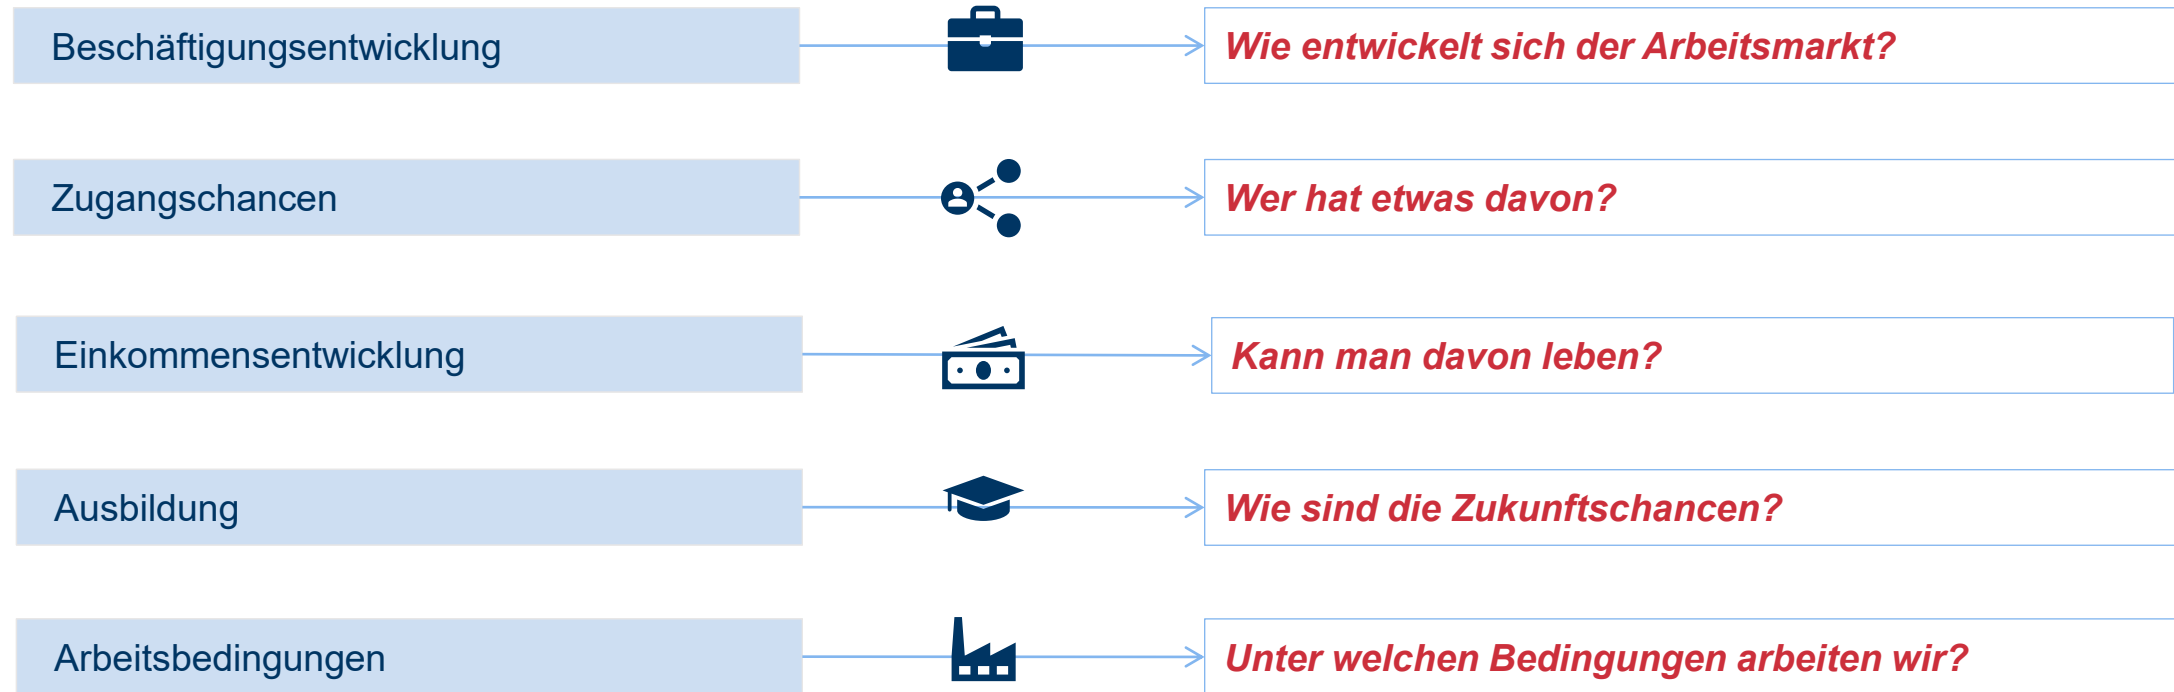 Beschäftigungsentwicklung
Wie entwickelt sich der Arbeitsmarkt?
Zugangschancen
Wer hat etwas davon?
Einkommensentwicklung
Kann man davon leben?
Ausbildung
Wie sind die Zukunftschancen?
Arbeitsbedingungen
Unter welchen Bedingungen arbeiten wir?